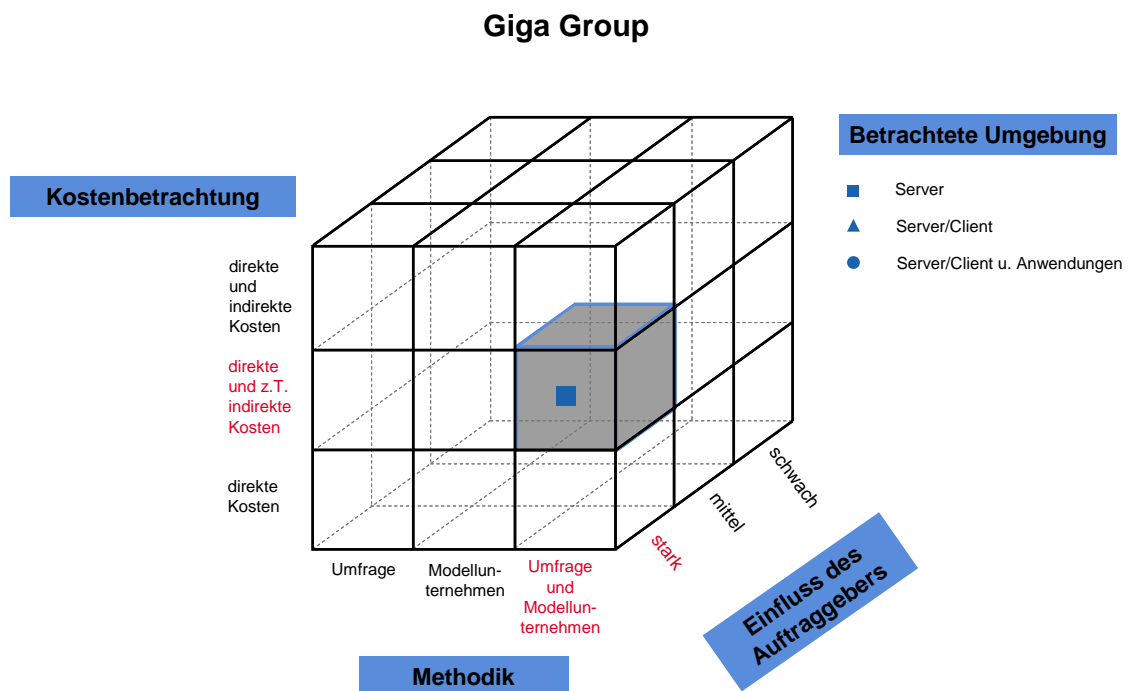 Giga Group
Betrachtete Umgebung
Server
Server/Client
Server/Client u. Anwendungen
Kostenbetrachtung
direkte
und
indirekte
Kosten
direkte
und z.T.
indirekte
Kosten
direkte
Kosten
Umfrage
Modellun-
ternehmen
Umfrage
und
Modellun-
ternehmen
stark
mittel
schwach
Einfluss des
Auftraggebers
Methodik